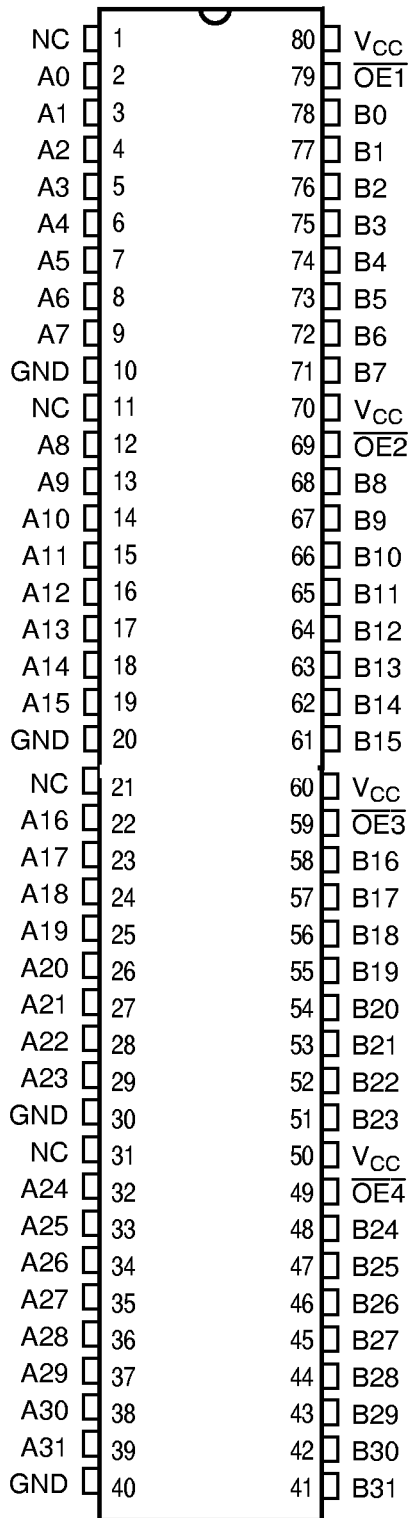 NC 1 80 VCC
A0 2 79 O̅E̅1̅
A1 3 78 B0
A2 4 77 B1
A3 5 76 B2
A4 6 75 B3
A5 7 74 B4
A6 8 73 B5
A7 9 72 B6
GND 10 71 B7
NC 11 70 VCC
A8 12 69 O̅E̅2̅
A9 13 68 B8
A10 14 67 B9
A11 15 66 B10
A12 16 65 B11
A13 17 64 B12
A14 18 63 B13
A15 19 62 B14
GND 20 61 B15
NC 21 60 VCC
A16 22 59 O̅E̅3̅
A17 23 58 B16
A18 24 57 B17
A19 25 56 B18
A20 26 55 B19
A21 27 54 B20
A22 28 53 B21
A23 29 52 B22
GND 30 51 B23
NC 31 50 VCC
A24 32 49 O̅E̅4̅
A25 33 48 B24
A26 34 47 B25
A27 35 46 B26
A28 36 45 B27
A29 37 44 B28
A30 38 43 B29
A31 39 42 B30
GND 40 41 B31